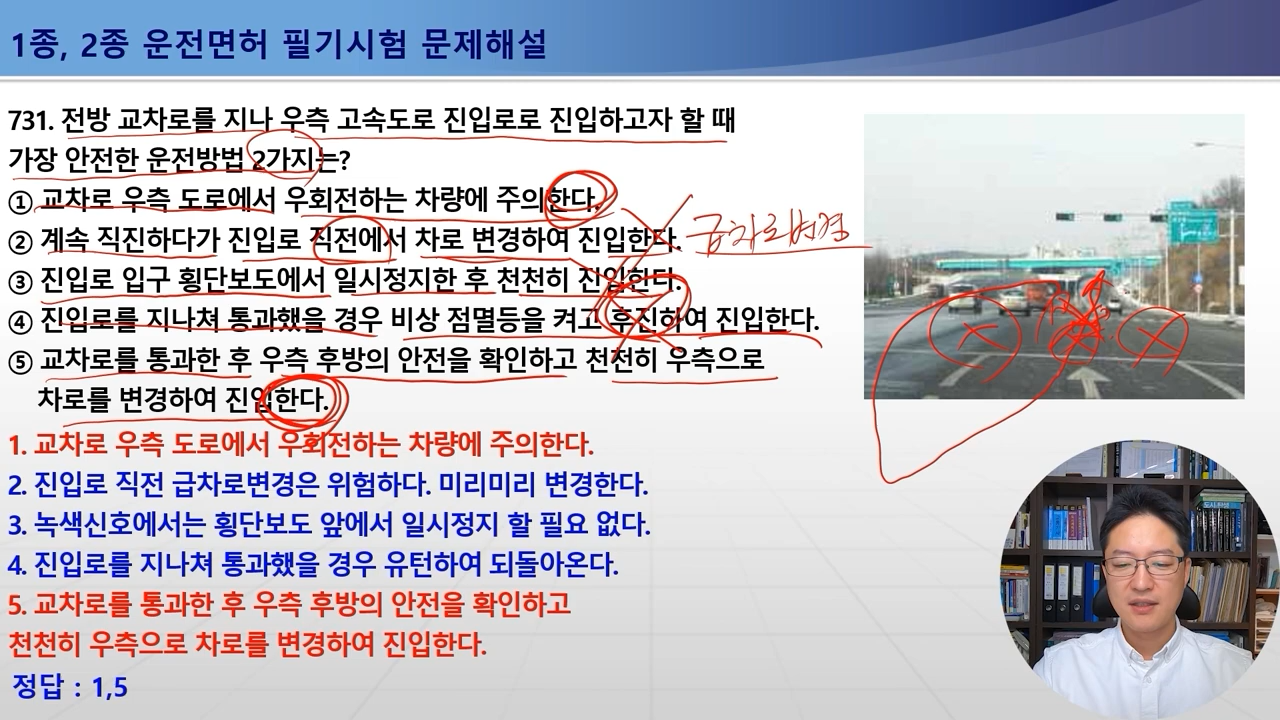 1종, 2종 운전면허 필기시험 문제해설
731. 전방 교차로를 지나 우측 고속도로 진입로로 진입하고자 할 때
가장 안전한 운전방법 2가지는?
① 교차로 우측 도로에서 우회전하는 차량에 주의한다.
② 계속 직진하다가 진입로 직전에서 차로 변경하여 진입한다.
급차로변경
③ 진입로 입구 횡단보도에서 일시정지한 후 천천히 진입한다.
④ 진입로를 지나쳐 통과했을 경우 비상 점멸등을 켜고 후진하여 진입한다.
⑤ 교차로를 통과한 후 우측 후방의 안전을 확인하고 천천히 우측으로
차로를 변경하여 진입한다.
1. 교차로 우측 도로에서 우회전하는 차량에 주의한다.
2. 진입로 직전 급차로변경은 위험하다. 미리미리 변경한다.
3. 녹색신호에서는 횡단보도 앞에서 일시정지 할 필요 없다.
4. 진입로를 지나쳐 통과했을 경우 유턴하여 되돌아온다.
5. 교차로를 통과한 후 우측 후방의 안전을 확인하고
천천히 우측으로 차로를 변경하여 진입한다.
정답 : 1,5